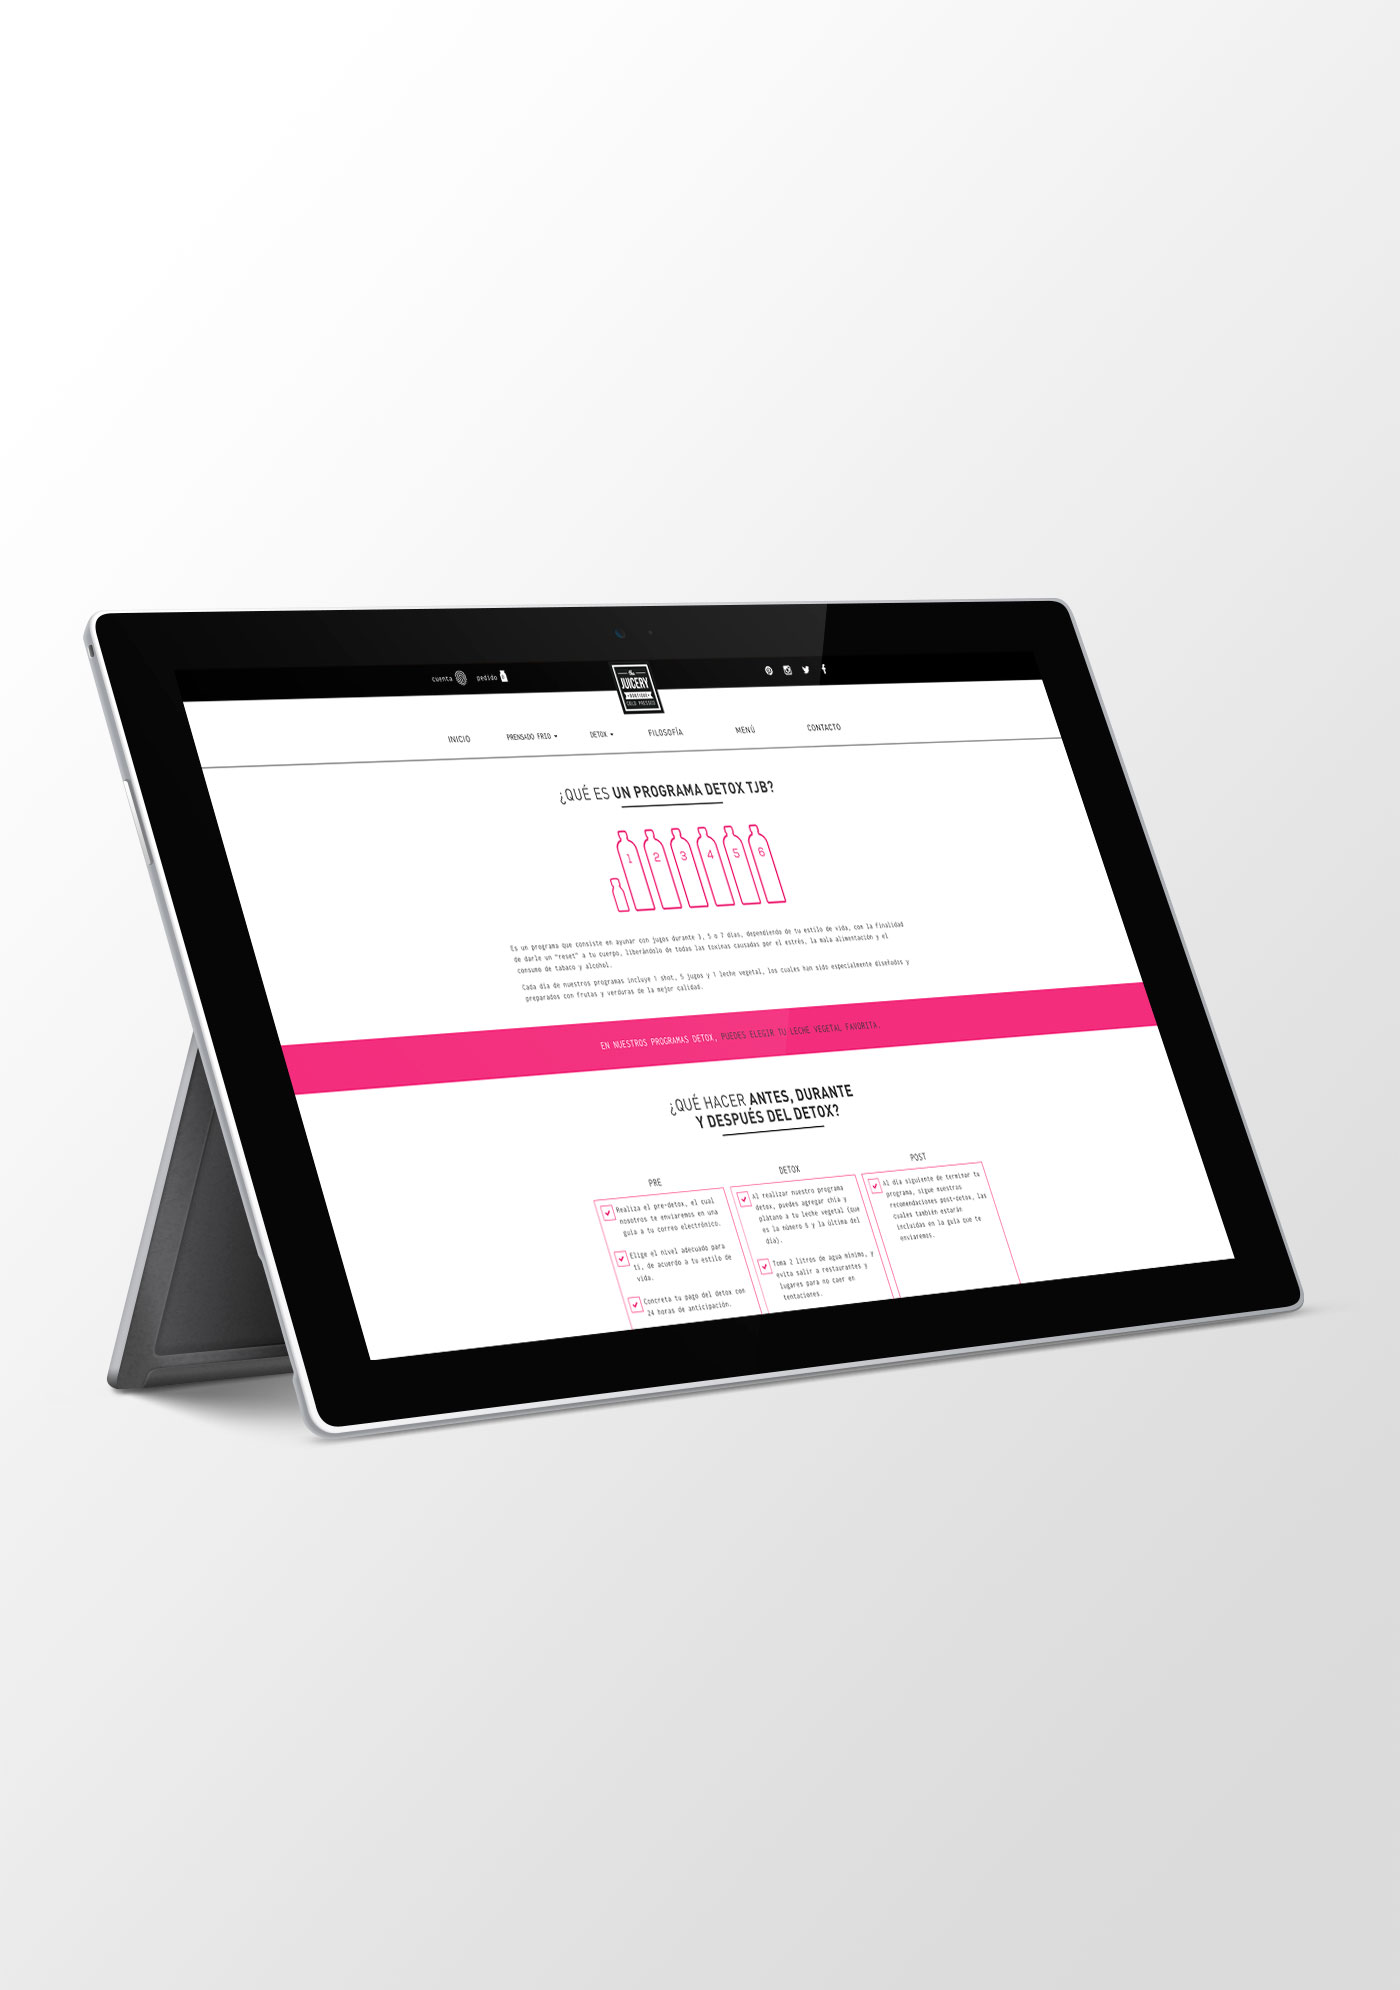 cuenta pedido
The
JUICERY
BOUTIQUE
COLD PRESSED
INICIO PRENSADO FRIO DETOX FILOSOFÍA MENÚ CONTACTO
¿QUÉ ES UN PROGRAMA DETOX TJB?
1 2 3 4 5 6
Es un programa que consiste en ayunar con jugos durante 3, 5 o 7 días, dependiendo de tu estilo de vida, con la finalidad
de darle un "reset" a tu cuerpo, liberándolo de todas las toxinas causadas por el estrés, la mala alimentación y el
consumo de tabaco y alcohol.
Cada día de nuestros programas incluye 1 shot, 5 jugos y 1 leche vegetal, los cuales han sido especialmente diseñados y
preparados con frutas y verduras de la mejor calidad.
EN NUESTROS PROGRAMAS DETOX, PUEDES ELEGIR TU LECHE VEGETAL FAVORITA.
¿QUÉ HACER ANTES, DURANTE
Y DESPUÉS DEL DETOX?
PRE
Realiza el pre-detox, el cual
nosotros te enviaremos en una
guía a tu correo electrónico.
Elige el nivel adecuado para
ti, de acuerdo a tu estilo de
vida.
Concreta tu pago del detox con
24 horas de anticipación.
DETOX
Al realizar nuestro programa
detox, puedes agregar chía y
plátano a tu leche vegetal (que
es la número 6 y la última del
día).
Toma 2 litros de agua mínimo, y
evita salir a restaurantes y
lugares para no caer en
tentaciones.
POST
Al día siguiente de terminar tu
programa, sigue nuestras
recomendaciones post-detox, las
cuales también estarán
incluidas en la guía que te
enviaremos.